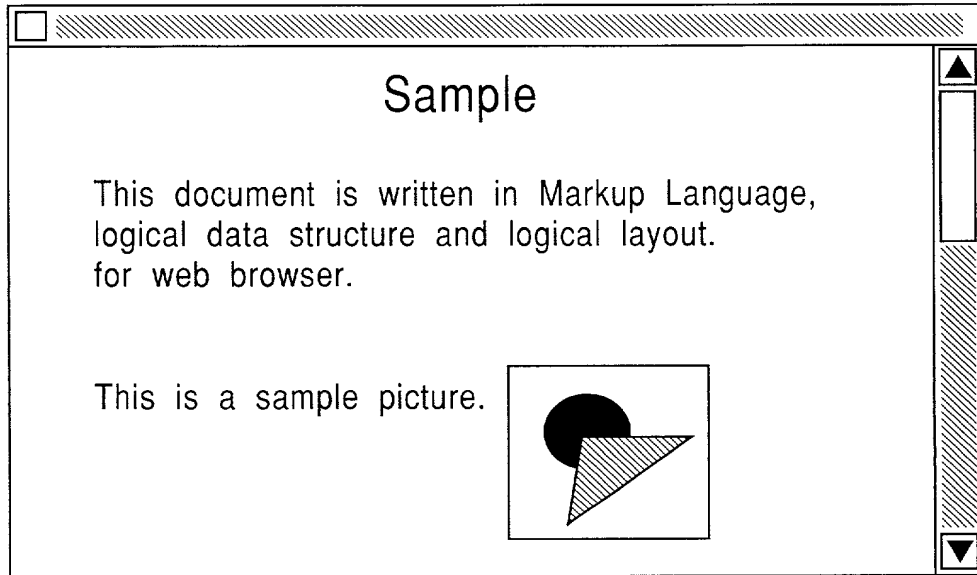 Sample
This document is written in Markup Language,
logical data structure and logical layout.
for web browser.
This is a sample picture.